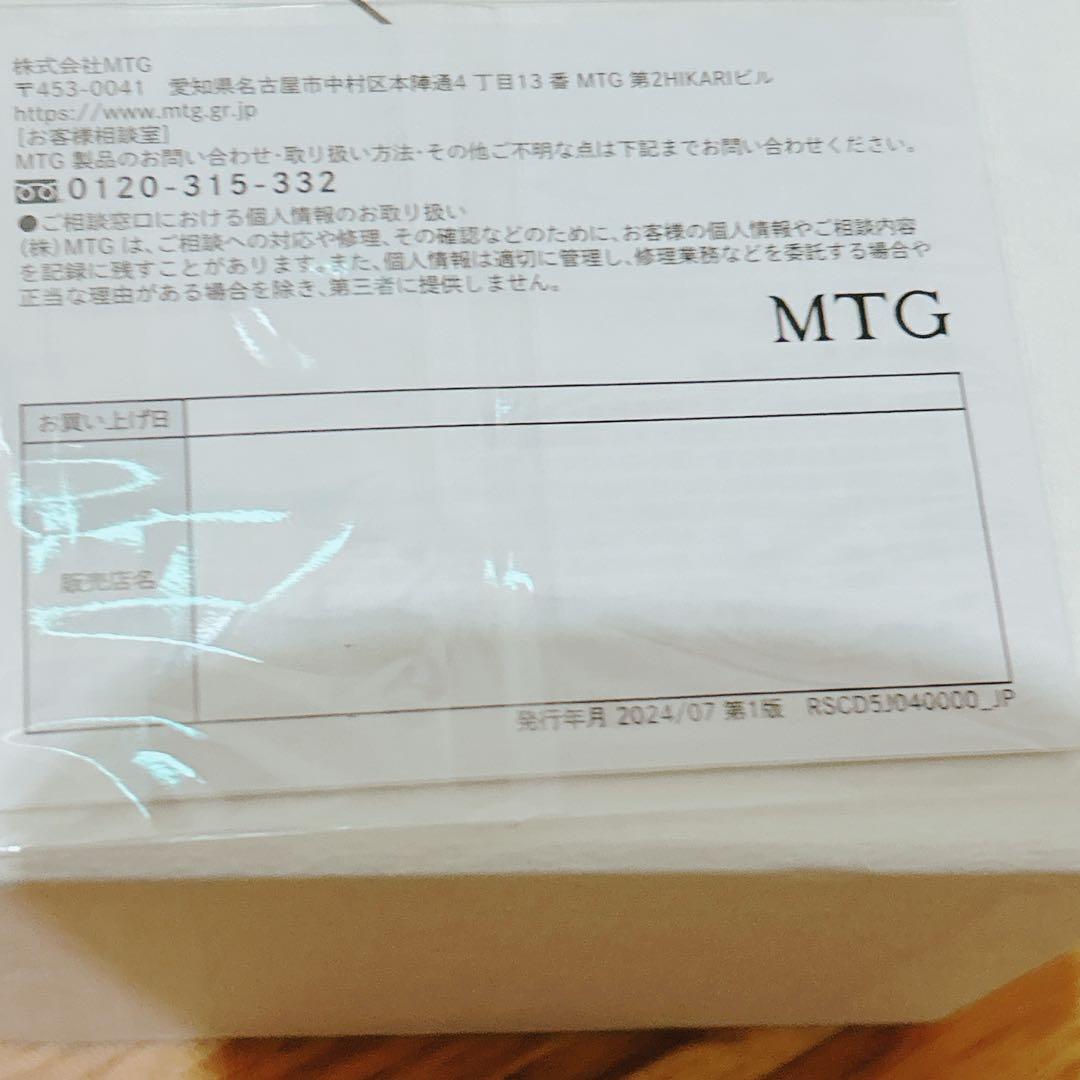 株式会社MTG
〒453-0041 愛知県名古屋市中村区本陣通4丁目13番 MTG 第2HIKARIビル
https://www.mtg.gr.jp
[お客様相談室]
MTG 製品のお問い合わせ・取り扱い方法・その他ご不明な点は下記までお問い合わせください。
0120-315-332
●ご相談窓口における個人情報のお取り扱い
(株)MTG は、ご相談への対応や修理、その確認などのために、お客様の個人情報やご相談内容
を記録に残すことがあります。また、個人情報は適切に管理し、修理業務などを委託する場合や
正当な理由がある場合を除き、第三者に提供しません。
MTG
お買い上げ日
販売店名
発行年月 2024/07 第1版 RSCD5J040000_JP